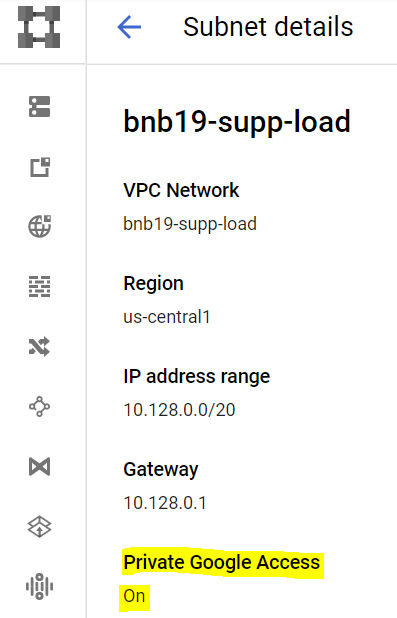 Subnet details
bnb19-supp-load
VPC Network
bnb19-supp-load
Region
us-central1
IP address range
10.128.0.0/20
Gateway
10.128.0.1
Private Google Access
On